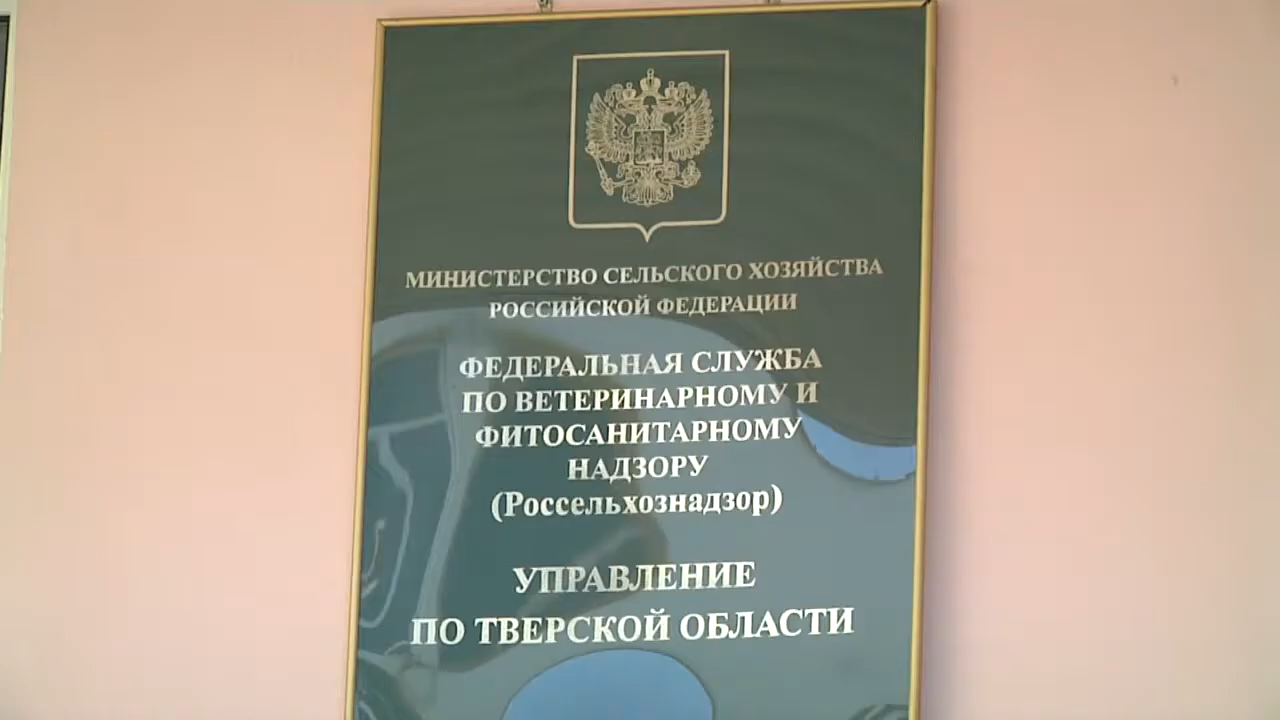 МИНИСТЕРСТВО СЕЛЬСКОГО ХОЗЯЙСТВА
РОССИЙСКОЙ ФЕДЕРАЦИИ
ФЕДЕРАЛЬНАЯ СЛУЖБА
ПО ВЕТЕРИНАРНОМУ И
ФИТОСАНИТАРНОМУ
НАДЗОРУ
(Россельхознадзор)
УПРАВЛЕНИЕ
ПО ТВЕРСКОЙ ОБЛАСТИ